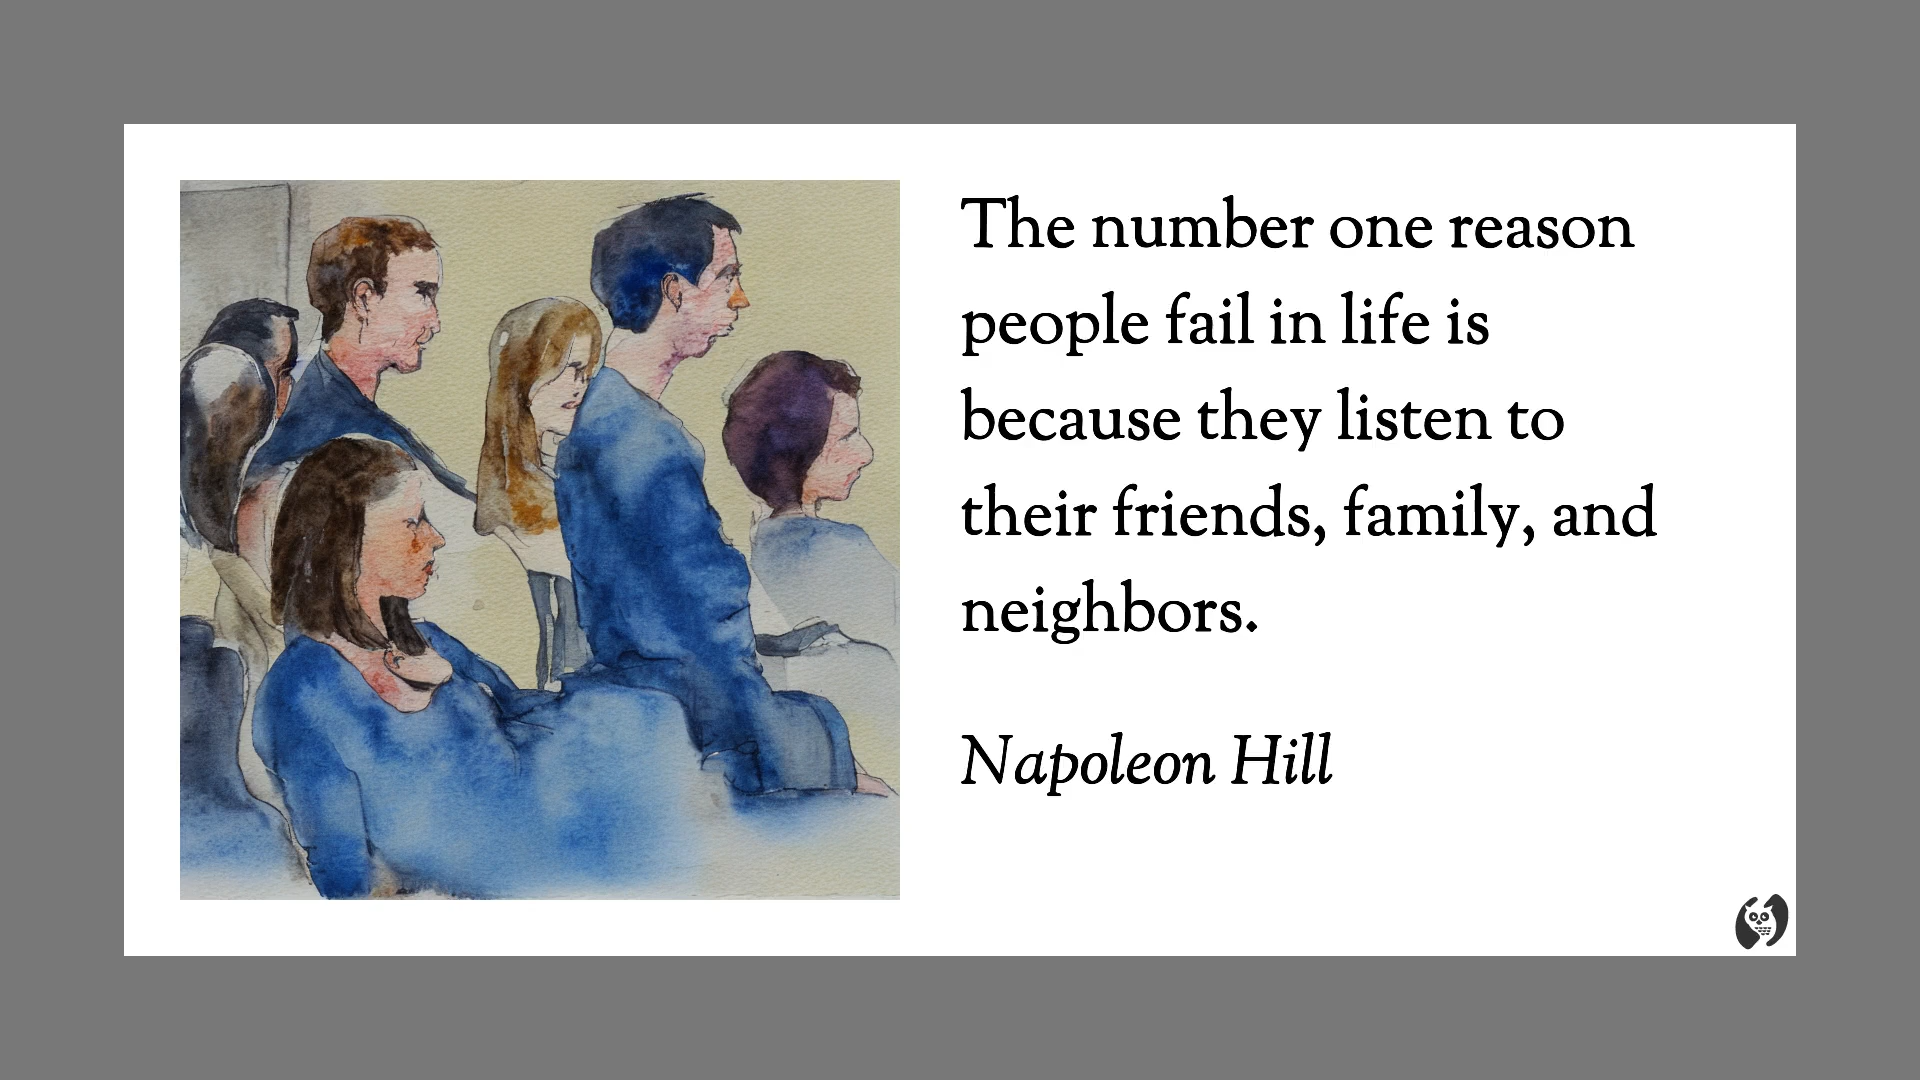 The number one reason
people fail in life is
because they listen to
their friends, family, and
neighbors.
Napoleon Hill